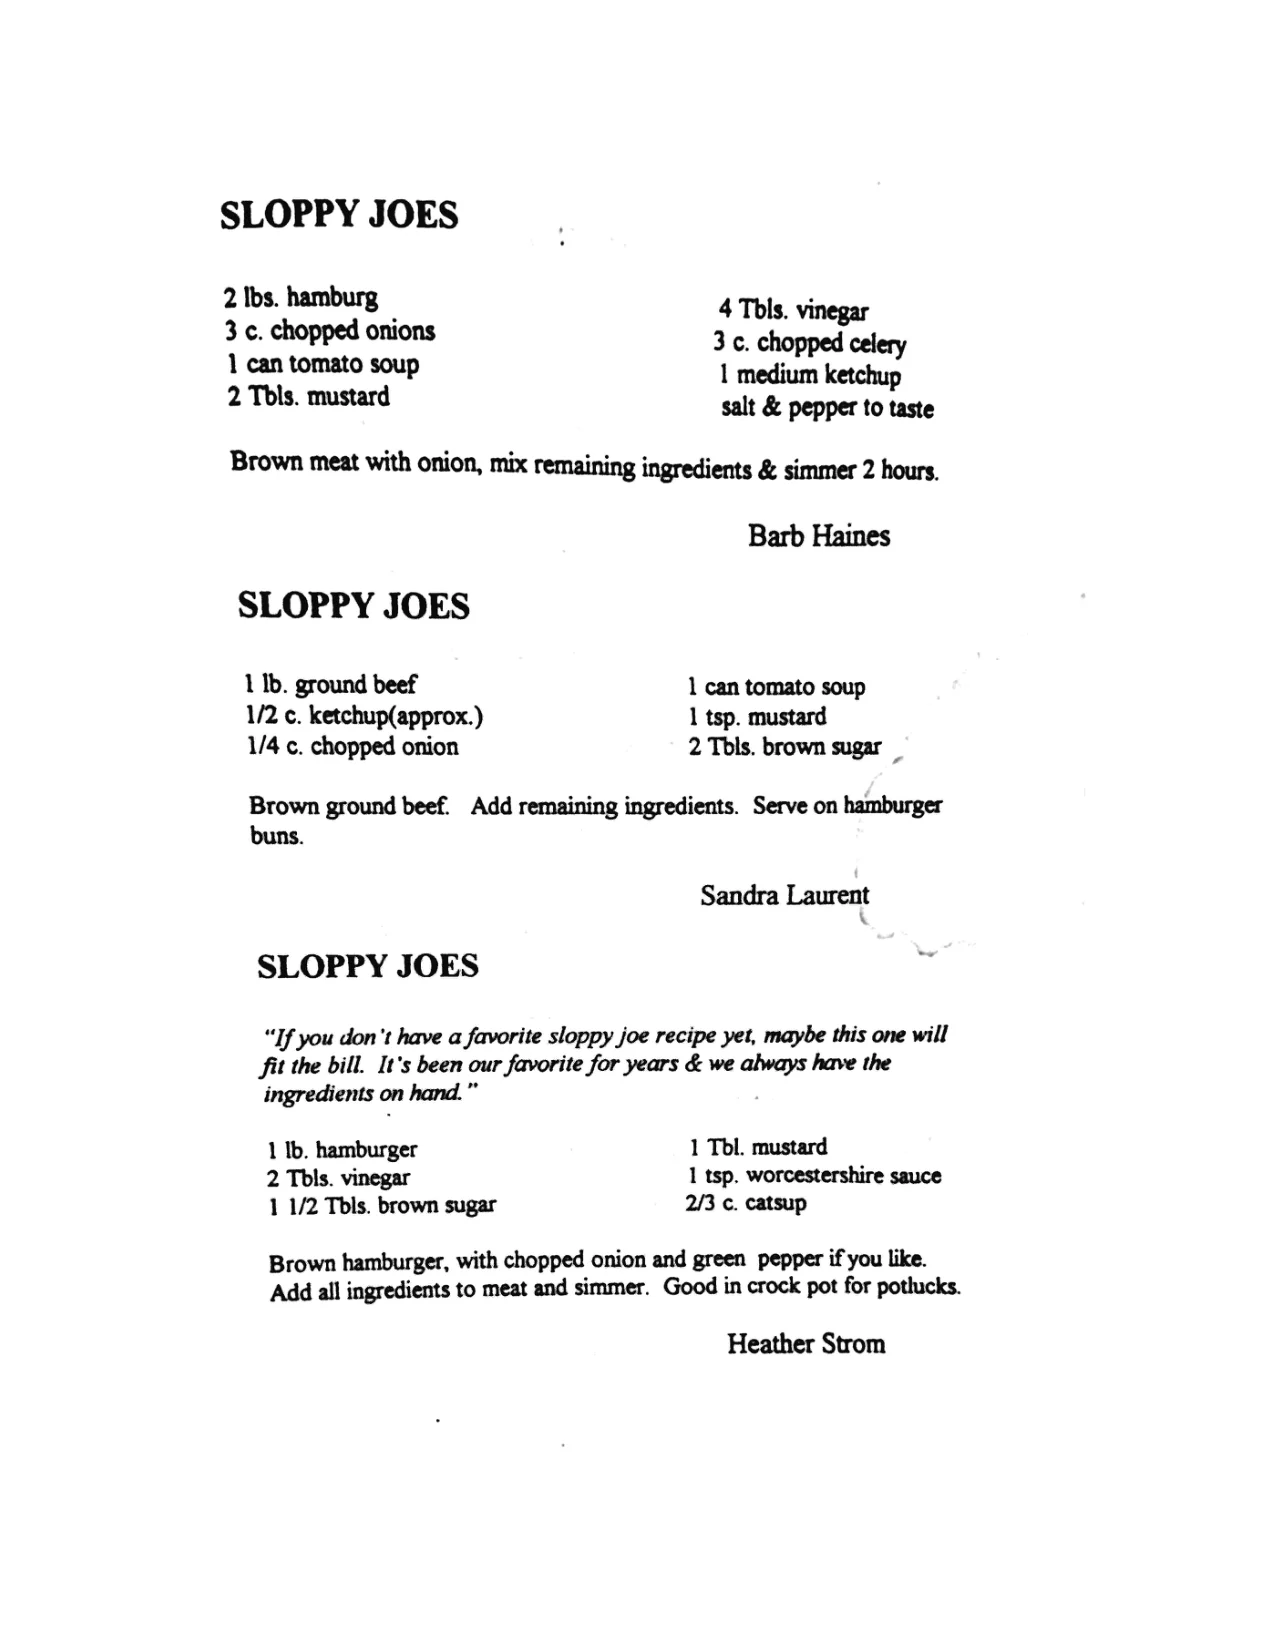 SLOPPY JOES
2 lbs. hamburg
3 c. chopped onions
1 can tomato soup
2 Tbls. mustard
4 Tbls. vinegar
3 c. chopped celery
1 medium ketchup
salt & pepper to taste
Brown meat with onion, mix remaining ingredients & simmer 2 hours.
Barb Haines
SLOPPY JOES
1 lb. ground beef
1/2 c. ketchup(approx.)
1/4 c. chopped onion
1 can tomato soup
1 tsp. mustard
2 Tbls. brown sugar
Brown ground beef. Add remaining ingredients. Serve on hamburger
buns.
Sandra Laurent
SLOPPY JOES
"If you don't have a favorite sloppy joe recipe yet, maybe this one will
fit the bill. It's been our favorite for years & we always have the
ingredients on hand."
1 lb. hamburger
2 Tbls. vinegar
1 1/2 Tbls. brown sugar
1 Tbl. mustard
1 tsp. worcestershire sauce
2/3 c. catsup
Brown hamburger, with chopped onion and green pepper if you like.
Add all ingredients to meat and simmer. Good in crock pot for potlucks.
Heather Strom